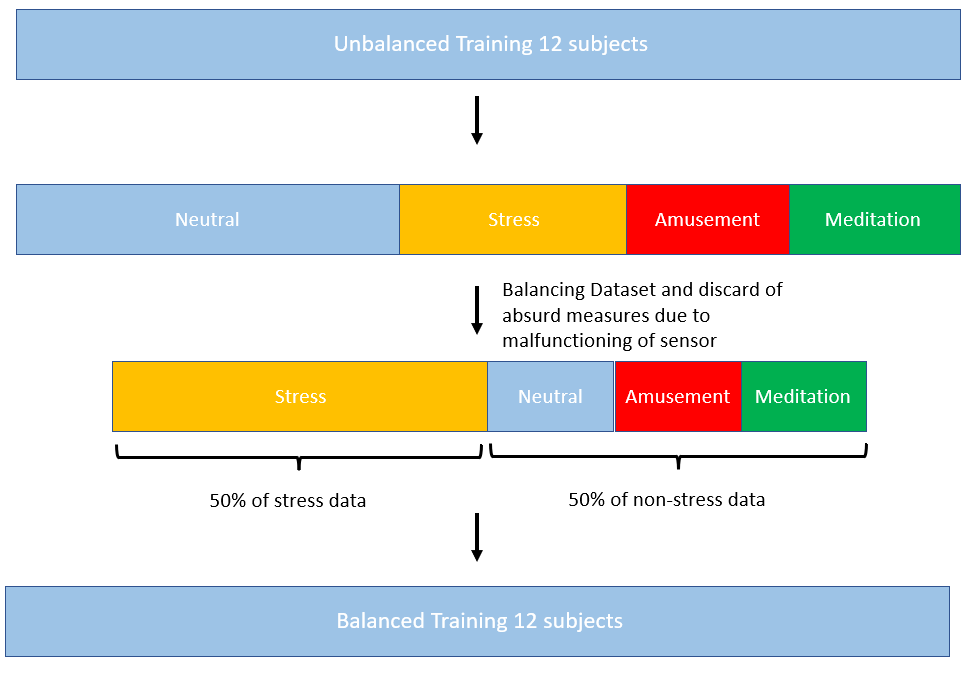 Unbalanced Training 12 subjects
Neutral
Stress
Amusement
Meditation
Balancing Dataset and discard of
absurd measures due to
malfunctioning of sensor
Stress
Neutral
Amusement
Meditation
50% of stress data
50% of non-stress data
Balanced Training 12 subjects